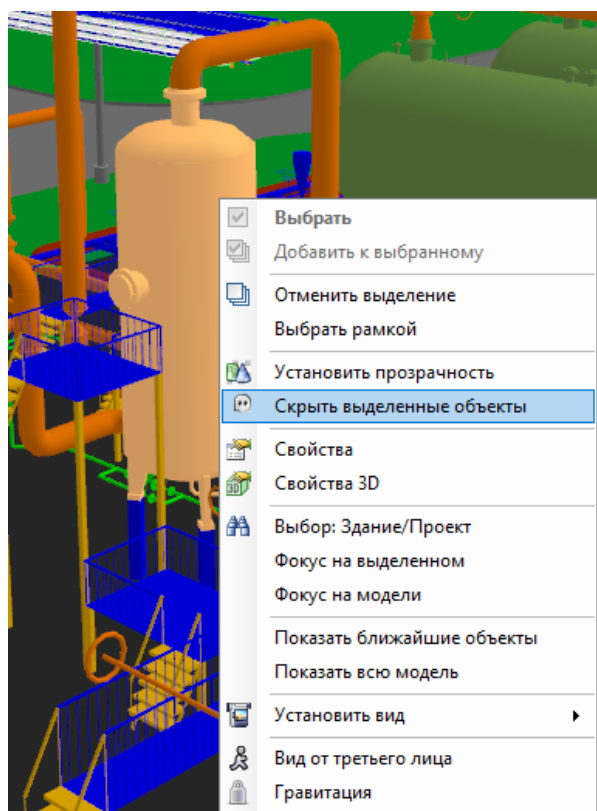 Выбрать
Добавить к выбранному
Отменить выделение
Выбрать рамкой
Установить прозрачность
Скрыть выделенные объекты
Свойства
3D Свойства 3D
Выбор: Здание/Проект
Фокус на выделенном
Фокус на модели
Показать ближайшие объекты
Показать всю модель
Установить вид
Вид от третьего лица
Гравитация